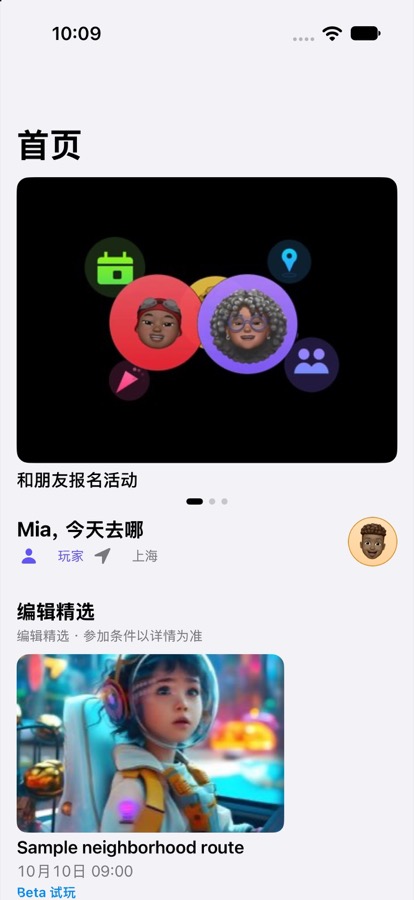 10:09
首页
和朋友报名活动
Mia, 今天去哪
玩家 上海
编辑精选
编辑精选 · 参加条件以详情为准
Sample neighborhood route
10月10日 09:00
Beta 试玩